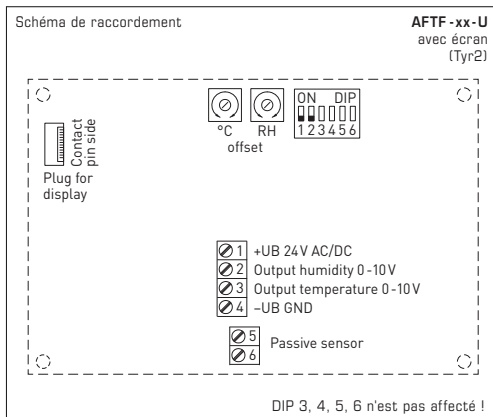 Schéma de raccordement
AFTF-xx-U
avec écran
(Tyr2)
°C
RH
offset
ON DIP
1 2 3 4 5 6
Contact
pin side
Plug for
display
1 +UB 24V AC/DC
2 Output humidity 0-10V
3 Output temperature 0-10V
4 –UB GND
5
6
Passive sensor
DIP 3, 4, 5, 6 n'est pas affecté !